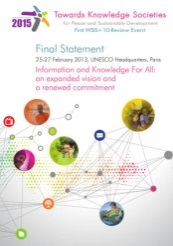 2015
Towards Knowledge Societies
for Peace and Sustainable Development
First WSIS+10 Review Event
Final Statement
25-27 February 2013, UNESCO Headquarters, Paris
Information and Knowledge For All:
an expanded vision and
a renewed commitment